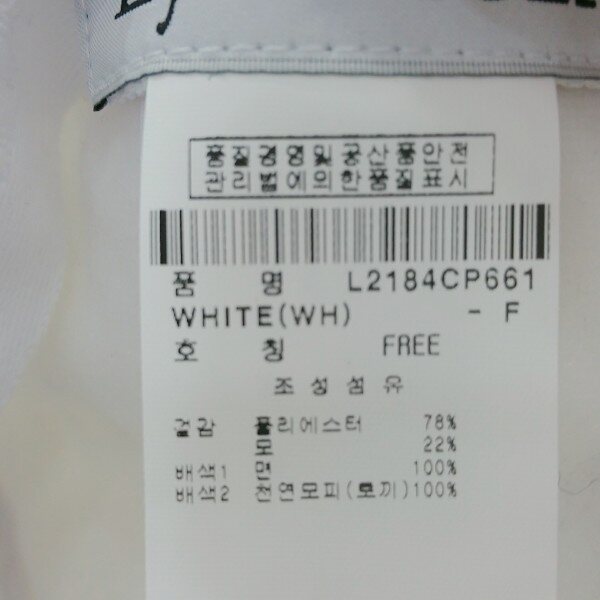 품질경영및공산품안전
관리법에의한품질표시
품 명 L2184CP661
WHITE(WH) - F
호 칭 FREE
조성섬유
겉감 폴리에스터 78%
모 22%
배색1 면 100%
배색2 천연모피(토끼)100%